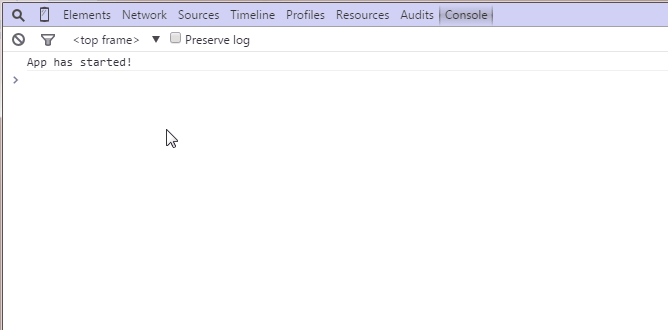 Elements Network Sources Timeline Profiles Resources Audits Console
<top frame> ▼ Preserve log
App has started!
>